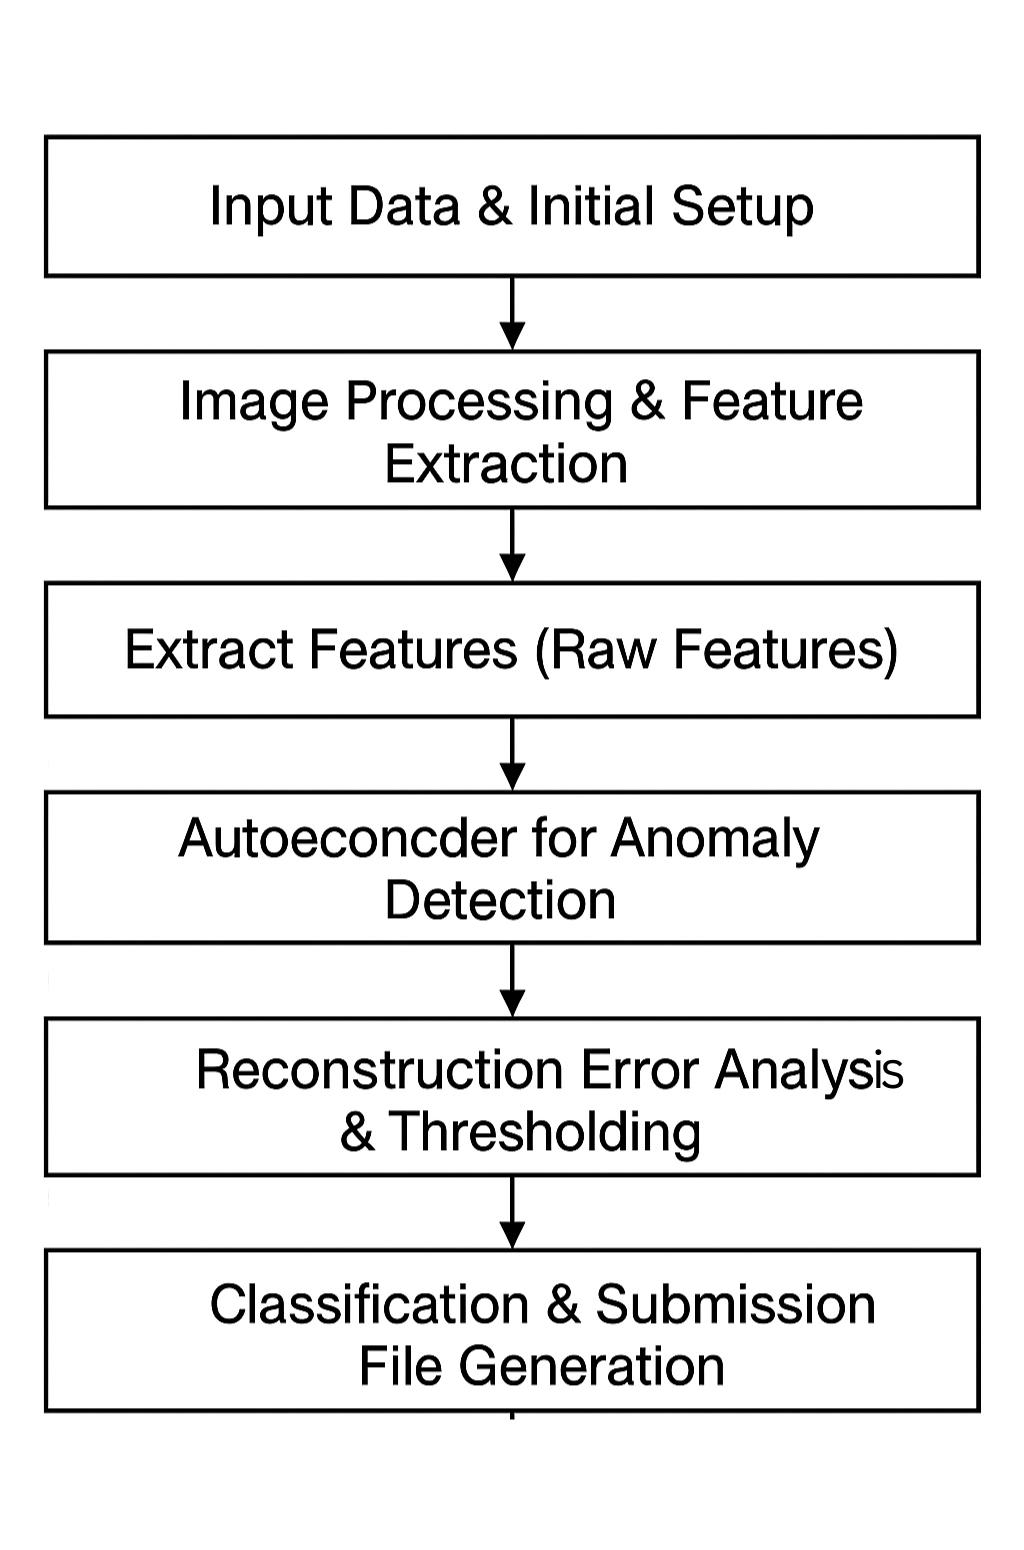 Input Data & Initial Setup
Image Processing & Feature
Extraction
Extract Features (Raw Features)
Autoeconcder for Anomaly
Detection
Reconstruction Error Analysis
& Thresholding
Classification & Submission
File Generation